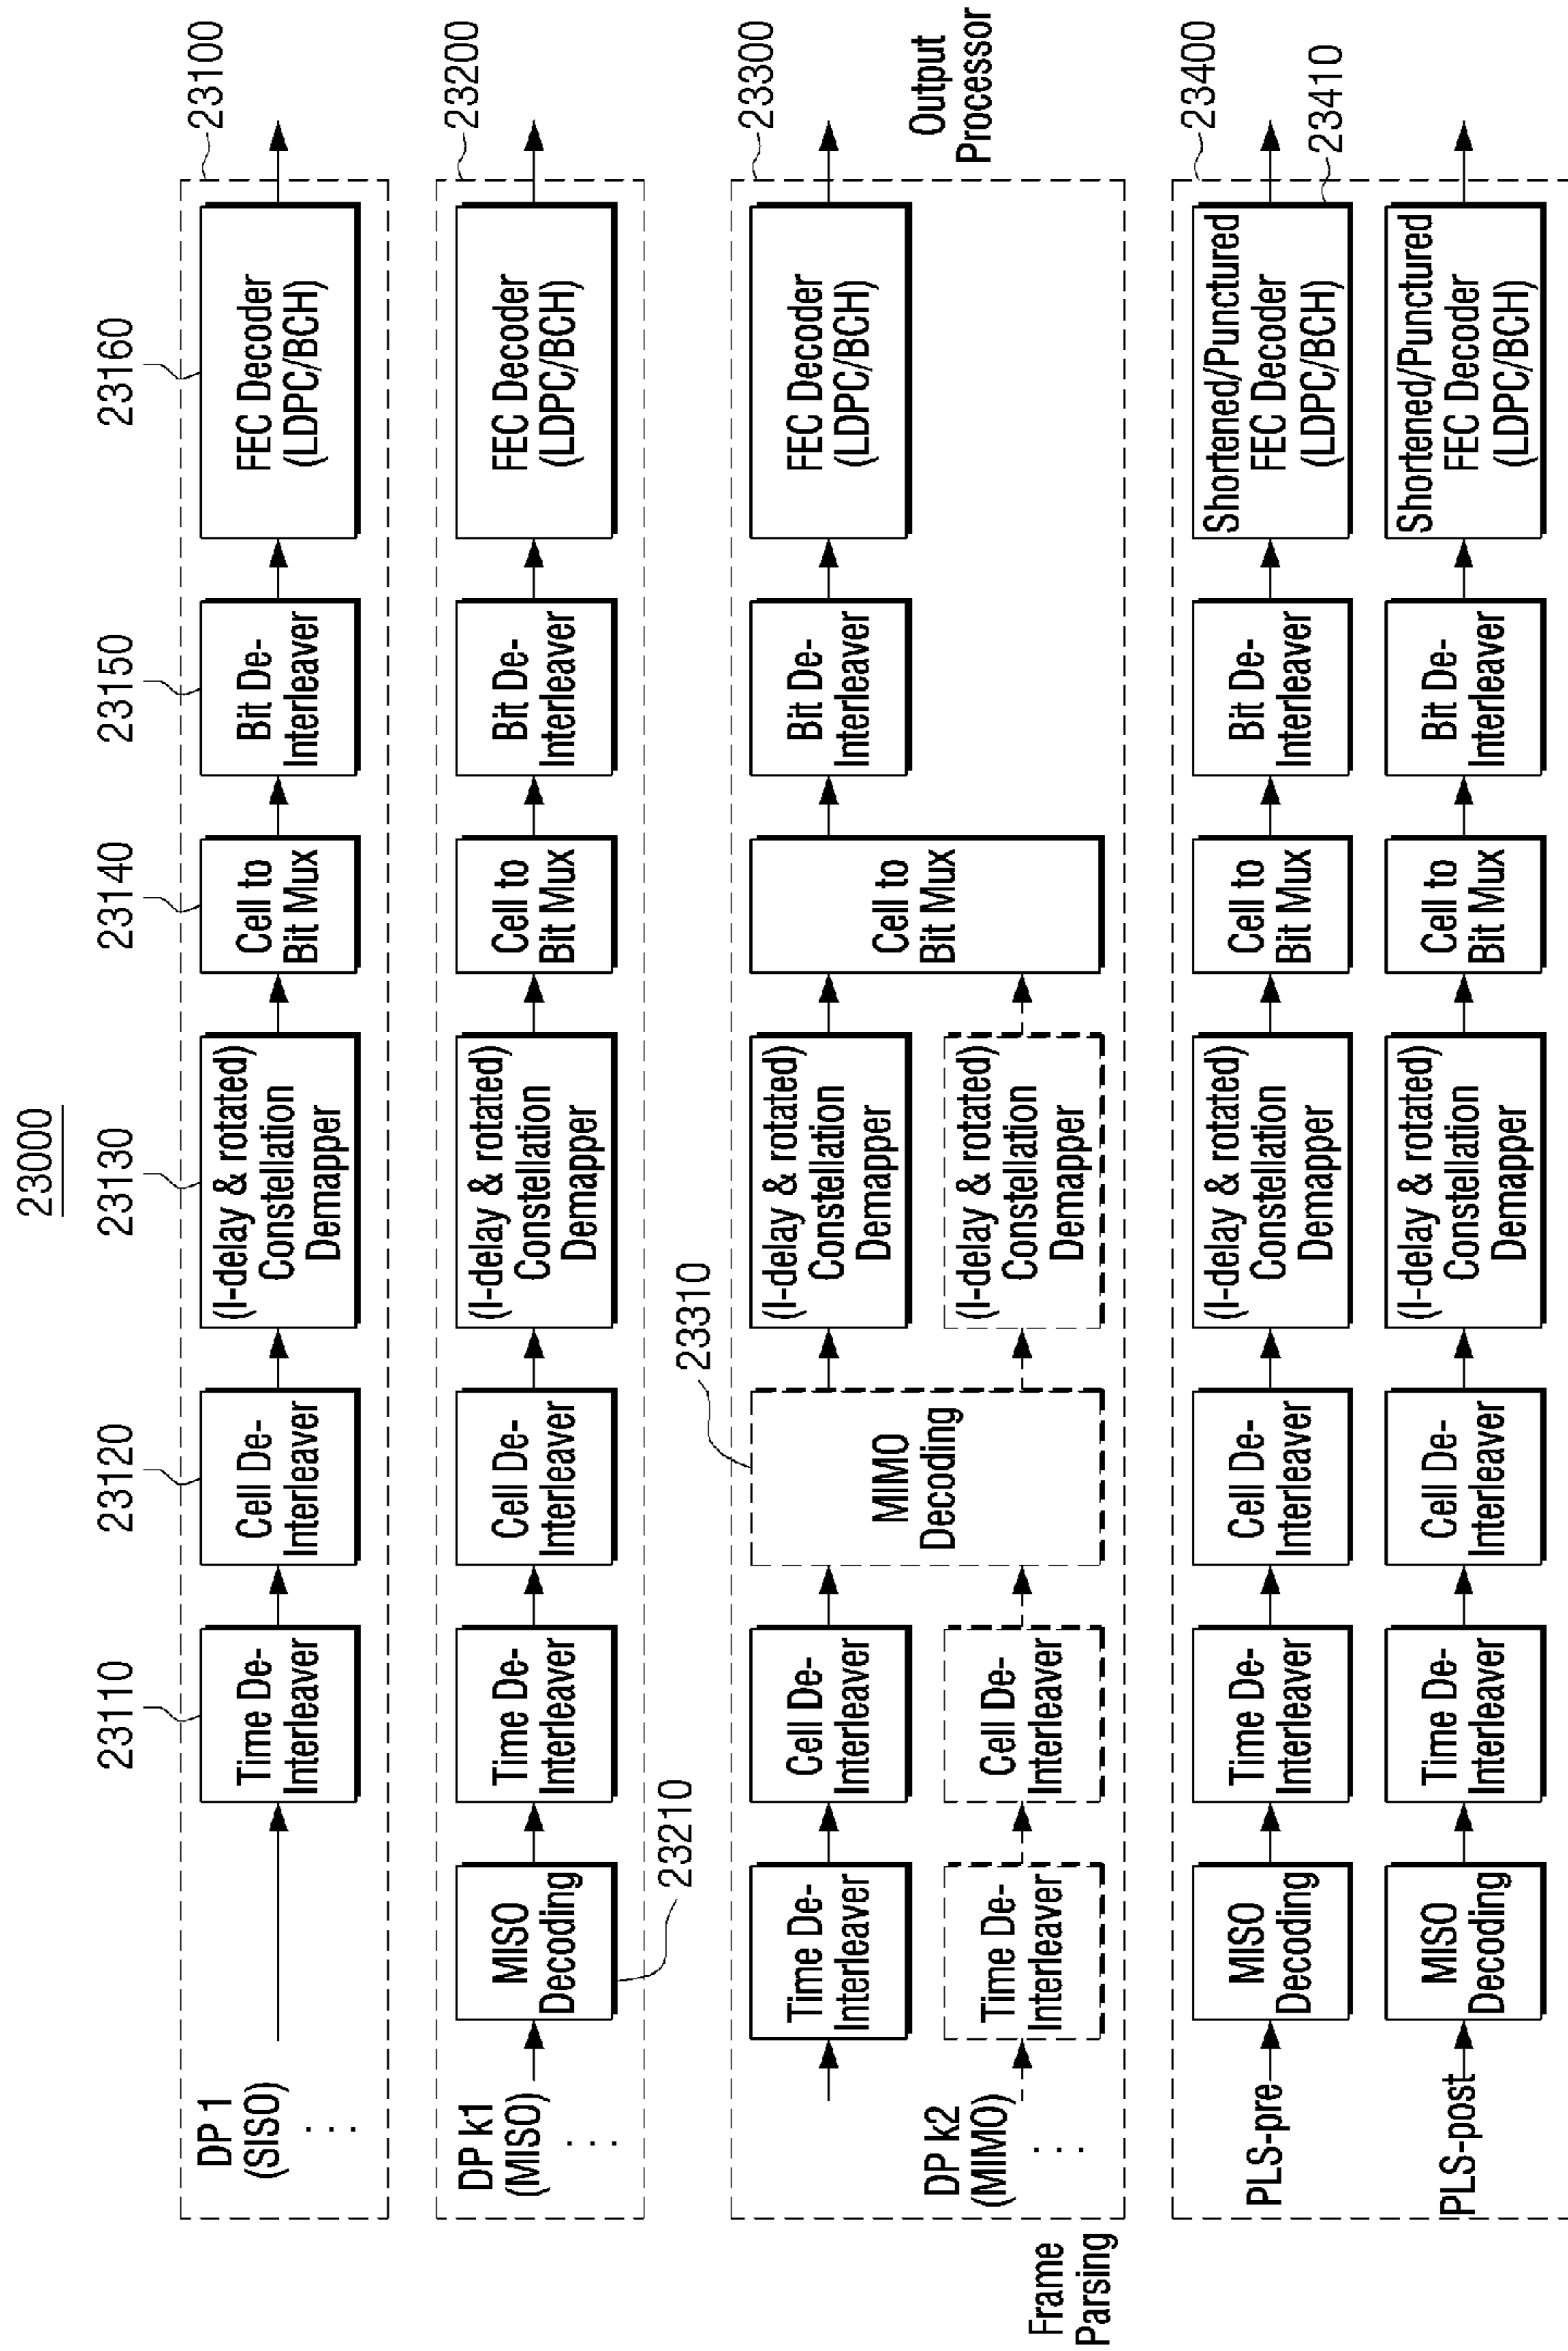 23000
23110
23120
23130
23140
23150
23160
23100
DP 1
(SISO)
. . .
Time De-
Interleaver
Cell De-
Interleaver
(I-delay & rotated)
Constellation
Demapper
Cell to
Bit Mux
Bit De-
Interleaver
FEC Decoder
(LDPC/BCH)
23200
DP k1
(MISO)
. . .
MISO
Decoding
23210
Time De-
Interleaver
Cell De-
Interleaver
(I-delay & rotated)
Constellation
Demapper
Cell to
Bit Mux
Bit De-
Interleaver
FEC Decoder
(LDPC/BCH)
23310
23300
Time De-
Interleaver
Cell De-
Interleaver
MIMO
Decoding
(I-delay & rotated)
Constellation
Demapper
Cell to
Bit Mux
Bit De-
Interleaver
FEC Decoder
(LDPC/BCH)
DP k2
(MIMO)
. . .
Time De-
Interleaver
Cell De-
Interleaver
(I-delay & rotated)
Constellation
Demapper
Output
Processor
Frame
Parsing
23400
PLS-pre
MISO
Decoding
Time De-
Interleaver
Cell De-
Interleaver
(I-delay & rotated)
Constellation
Demapper
Cell to
Bit Mux
Bit De-
Interleaver
Shortened/Punctured
FEC Decoder
(LDPC/BCH)
23410
PLS-post
MISO
Decoding
Time De-
Interleaver
Cell De-
Interleaver
(I-delay & rotated)
Constellation
Demapper
Cell to
Bit Mux
Bit De-
Interleaver
Shortened/Punctured
FEC Decoder
(LDPC/BCH)